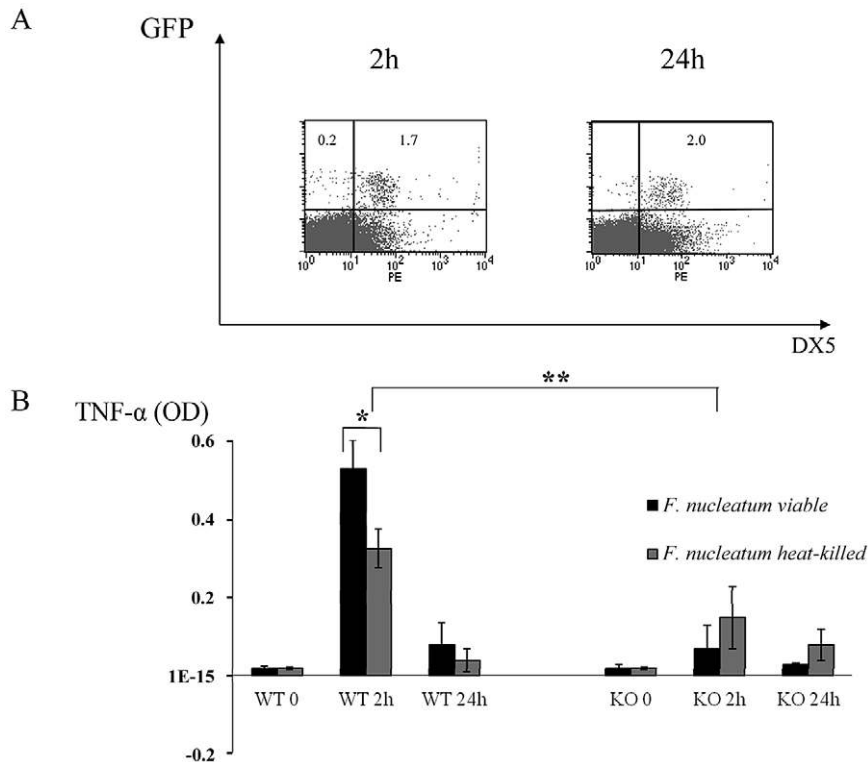 A
GFP
2h
24h
0.2
1.7
2.0
10⁰ 10¹ 10² 10³ 10⁴
PE
10⁰ 10¹ 10² 10³ 10⁴
PE
DX5
B
TNF-α (OD)
**
*
0.6
0.4
0.2
1E-15
-0.2
F. nucleatum viable
F. nucleatum heat-killed
WT 0
WT 2h
WT 24h
KO 0
KO 2h
KO 24h